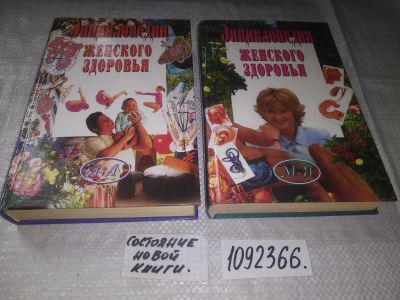 Энциклопедия
ЖЕНСКОГО
ЗДОРОВЬЯ
А-Л
Энциклопедия
ЖЕНСКОГО
ЗДОРОВЬЯ
М-Я
СОСТОЯНИЕ
НОВОЙ
КНИГИ.
1092366.